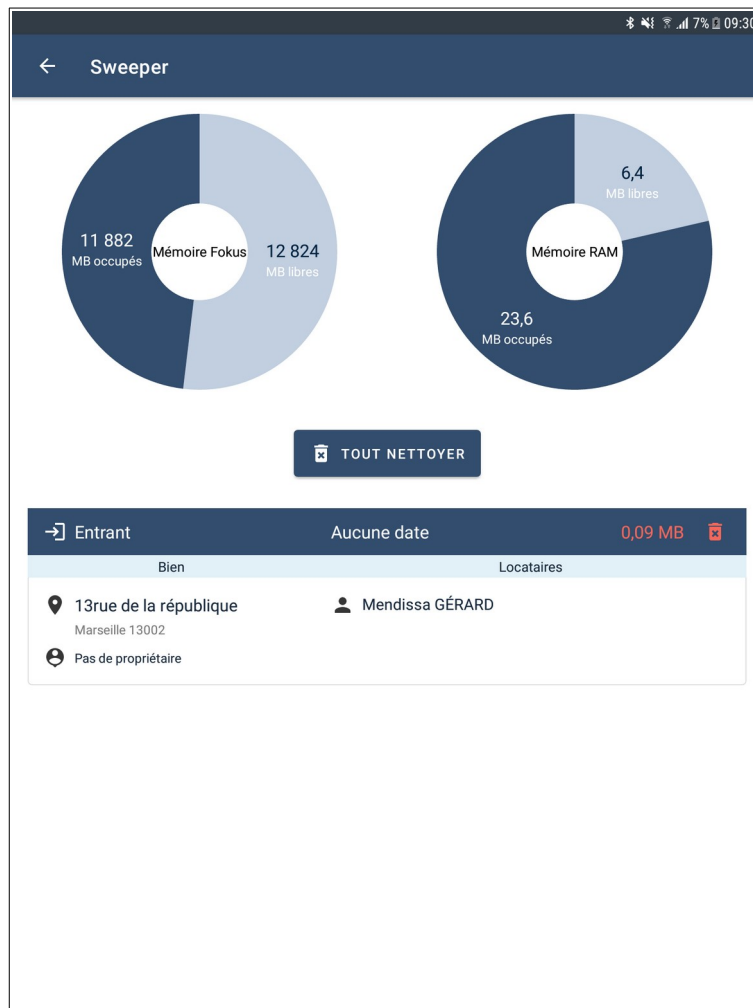 7% 09:30
Sweeper
11 882
MB occupés
Mémoire Fokus
12 824
MB libres
6,4
MB libres
Mémoire RAM
23,6
MB occupés
TOUT NETTOYER
Entrant Aucune date 0,09 MB
Bien Locataires
13rue de la république Mendissa GÉRARD
Marseille 13002
Pas de propriétaire